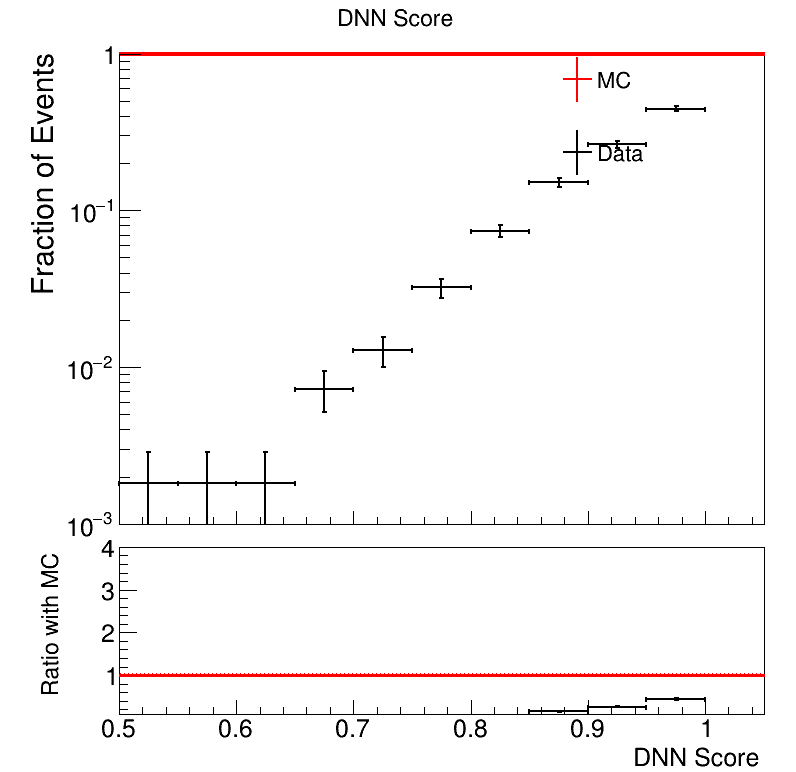 DNN Score
Fraction of Events
1
10−1
10−2
10−3
MC
Data
Ratio with MC
4
3
2
1
0.5 0.6 0.7 0.8 0.9 1
DNN Score